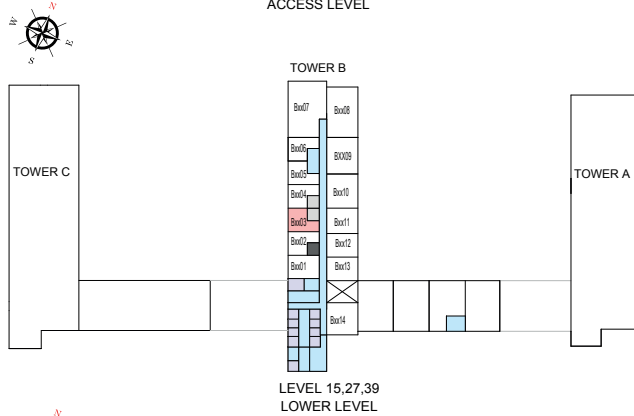 ACCESS LEVEL
N
W
E
S
TOWER B
Bxx07
Bxx08
Bxx06
BXX09
Bxx05
TOWER C
TOWER A
Bxx04
Bxx10
Bxx03
Bxx11
Bxx02
Bxx12
Bxx01
Bxx13
Bxx14
LEVEL 15,27,39
LOWER LEVEL
N